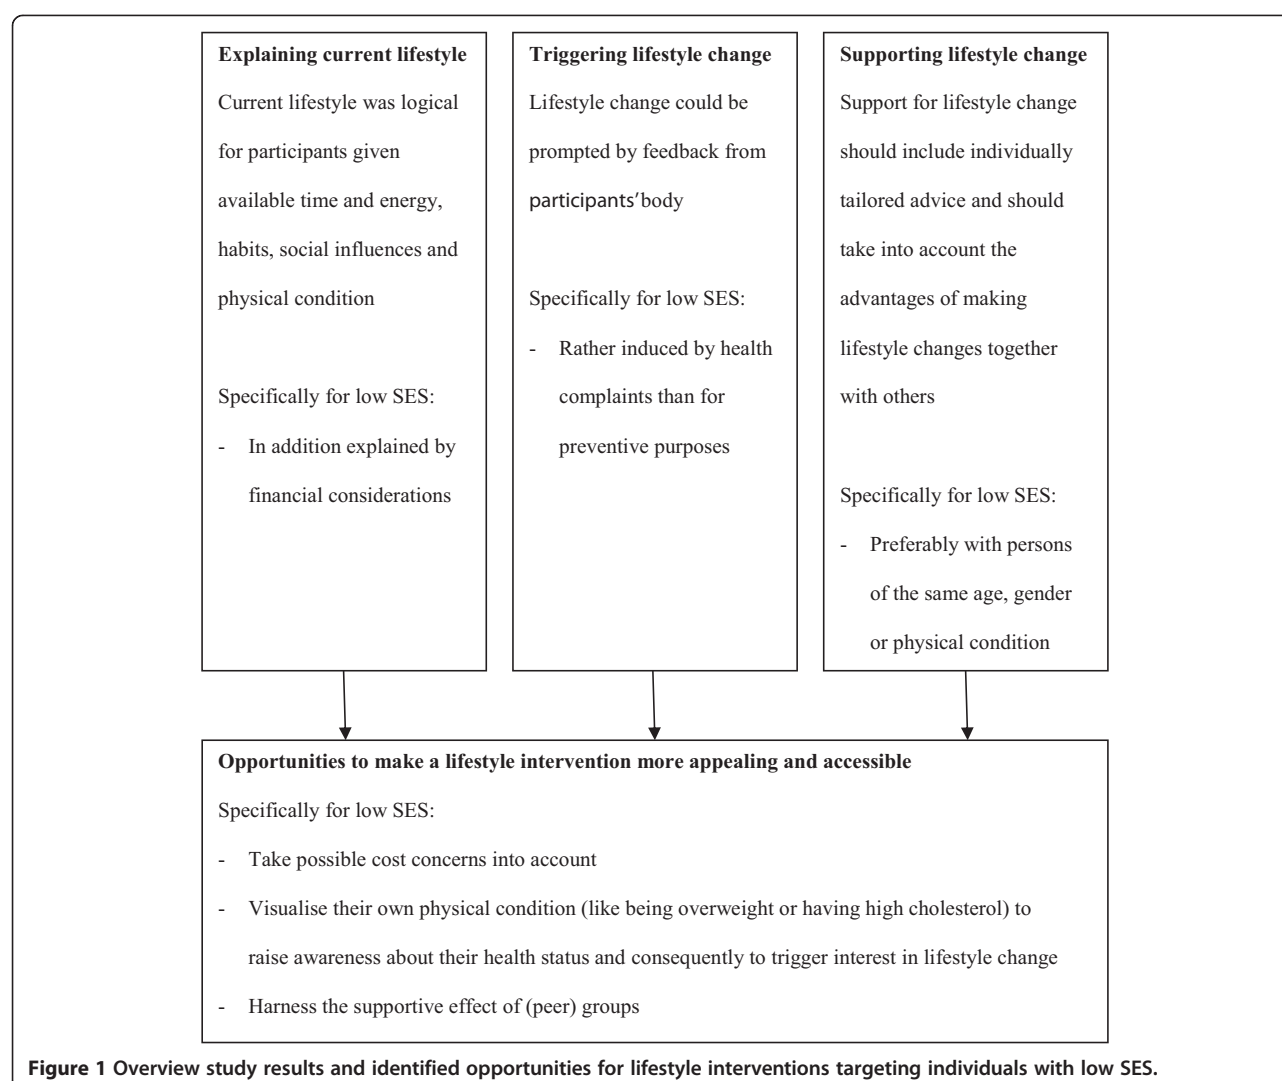 Explaining current lifestyle
Current lifestyle was logical
for participants given
available time and energy,
habits, social influences and
physical condition
Specifically for low SES:
- In addition explained by
financial considerations
Triggering lifestyle change
Lifestyle change could be
prompted by feedback from
participants' body
Specifically for low SES:
- Rather induced by health
complaints than for
preventive purposes
Supporting lifestyle change
Support for lifestyle change
should include individually
tailored advice and should
take into account the
advantages of making
lifestyle changes together
with others
Specifically for low SES:
- Preferably with persons
of the same age, gender
or physical condition
Opportunities to make a lifestyle intervention more appealing and accessible
Specifically for low SES:
- Take possible cost concerns into account
- Visualise their own physical condition (like being overweight or having high cholesterol) to
raise awareness about their health status and consequently to trigger interest in lifestyle change
- Harness the supportive effect of (peer) groups
Figure 1 Overview study results and identified opportunities for lifestyle interventions targeting individuals with low SES.